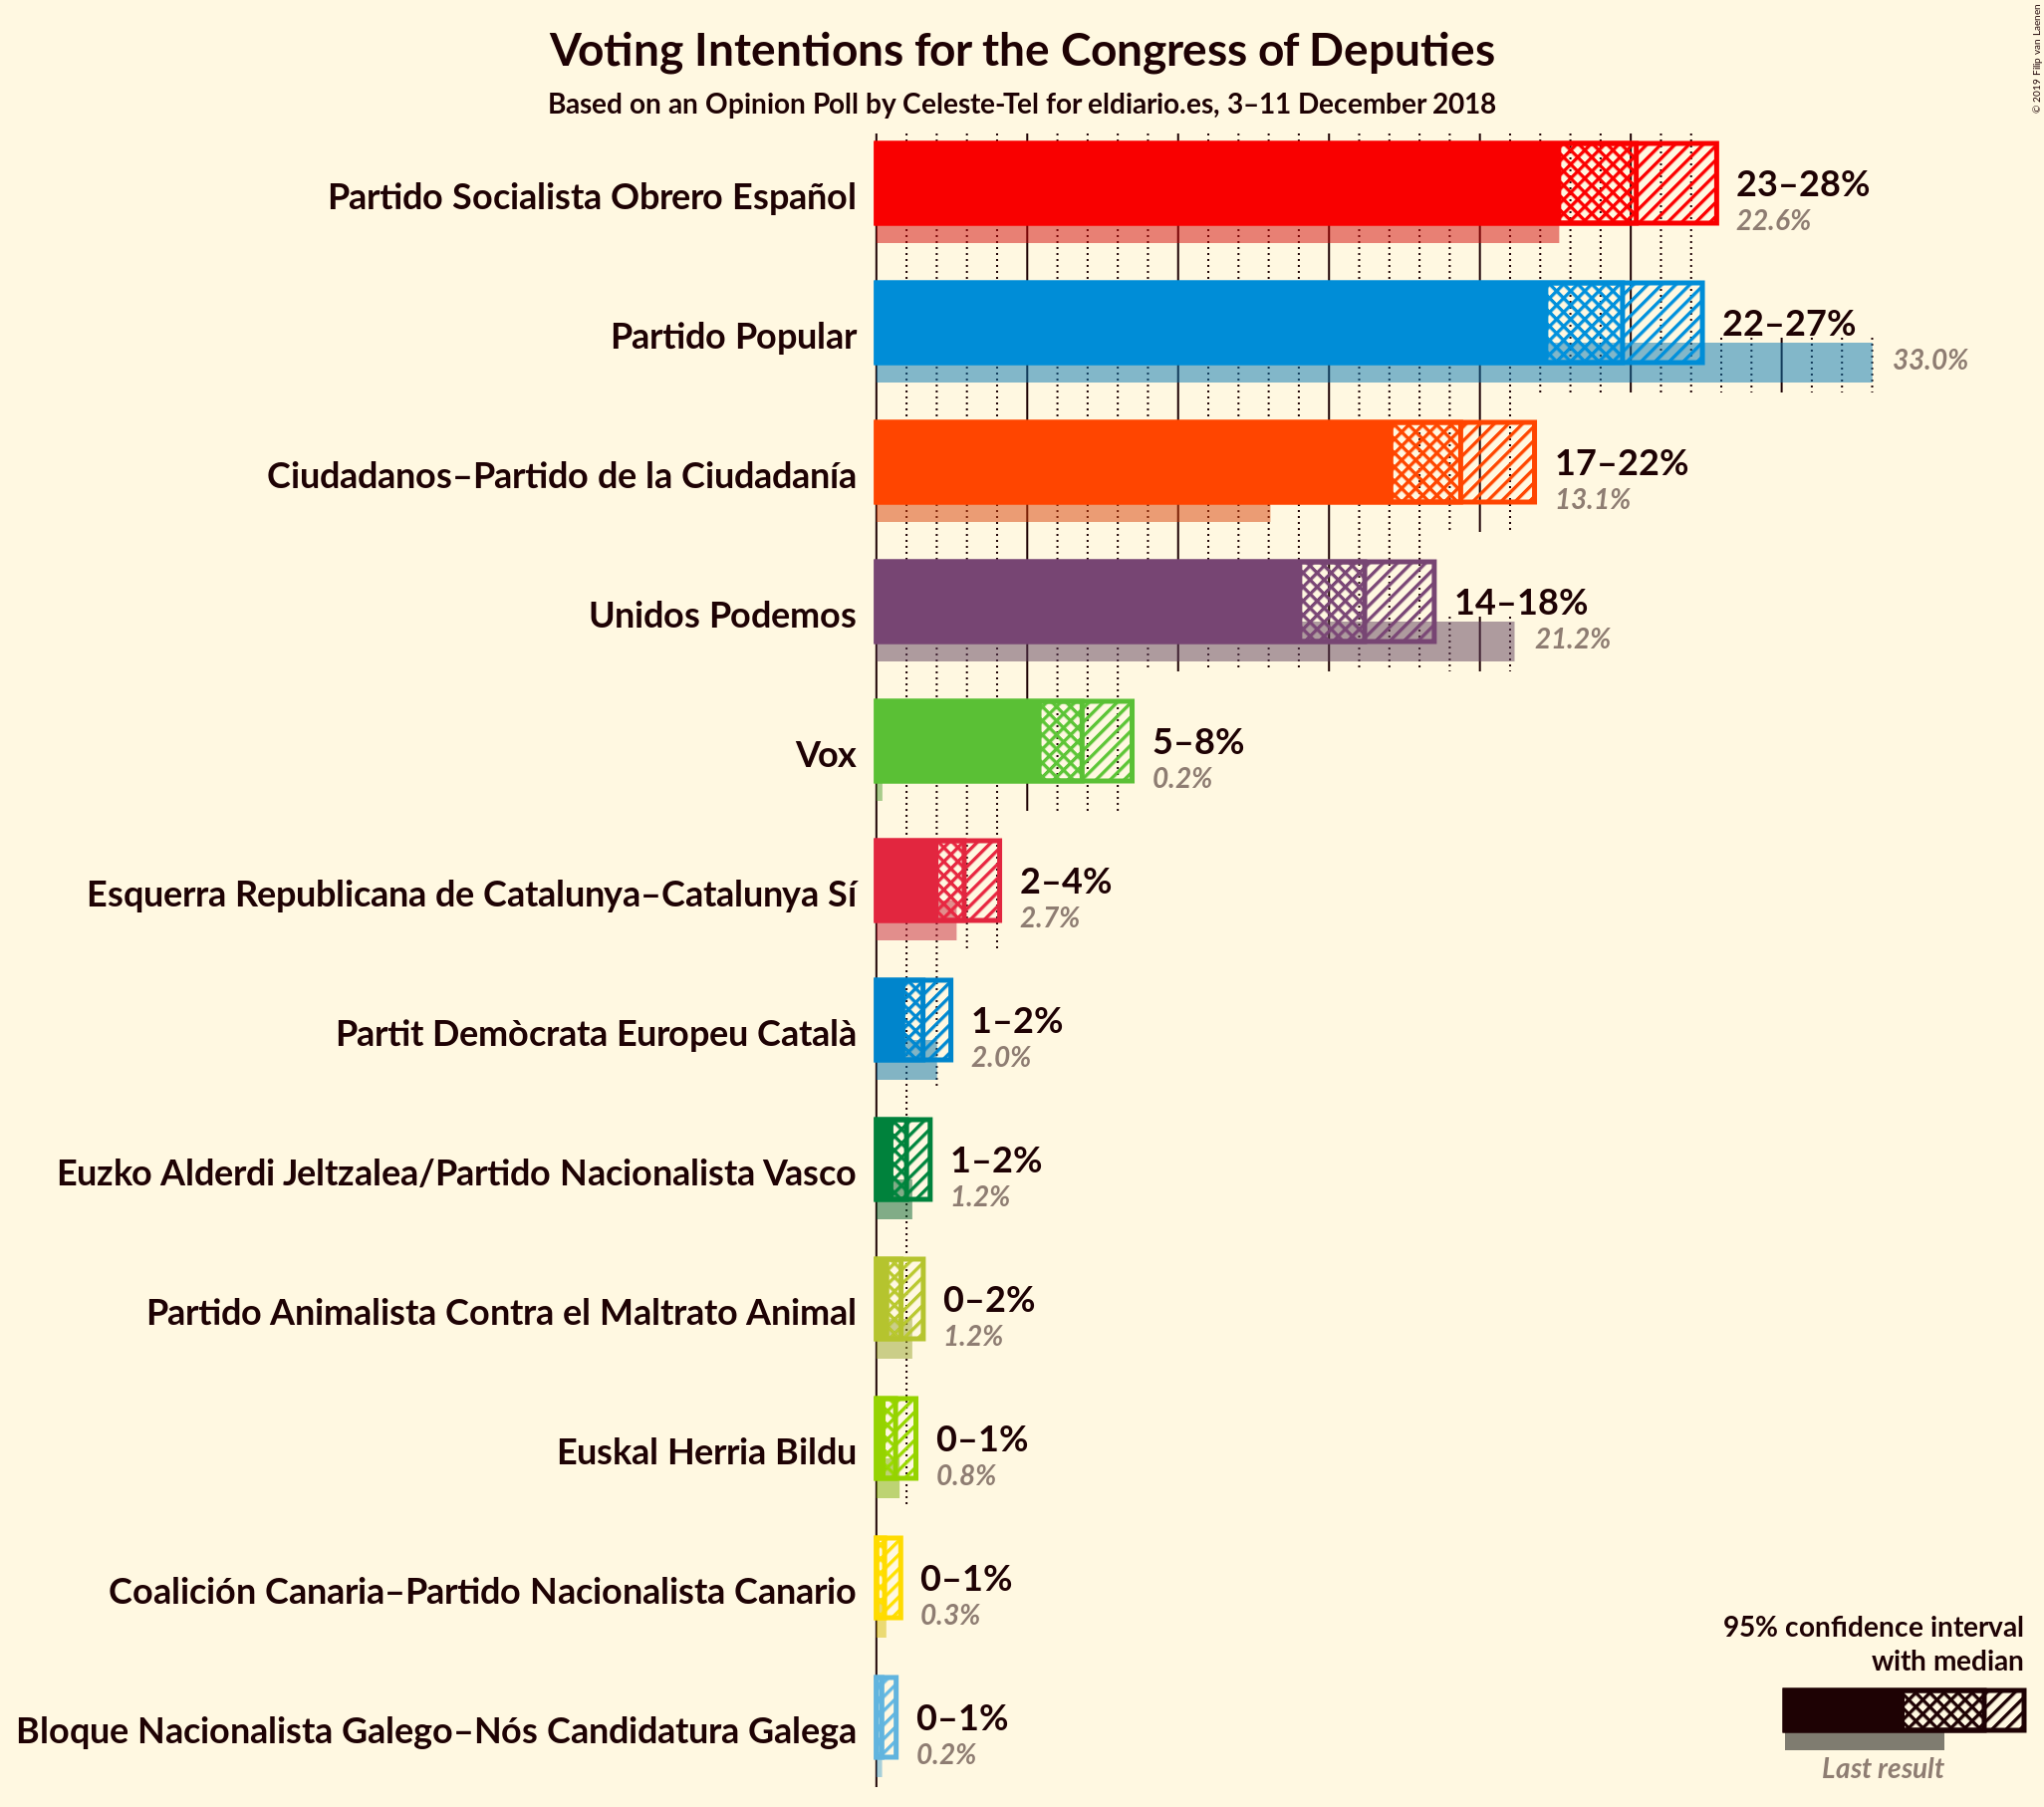 Voting Intentions for the Congress of Deputies
Based on an Opinion Poll by Celeste-Tel for eldiario.es, 3–11 December 2018
© 2019 Filip van Laenen
Partido Socialista Obrero Español
23–28%
22.6%
Partido Popular
22–27%
33.0%
Ciudadanos–Partido de la Ciudadanía
17–22%
13.1%
Unidos Podemos
14–18%
21.2%
Vox
5–8%
0.2%
Esquerra Republicana de Catalunya–Catalunya Sí
2–4%
2.7%
Partit Demòcrata Europeu Català
1–2%
2.0%
Euzko Alderdi Jeltzalea/Partido Nacionalista Vasco
1–2%
1.2%
Partido Animalista Contra el Maltrato Animal
0–2%
1.2%
Euskal Herria Bildu
0–1%
0.8%
Coalición Canaria–Partido Nacionalista Canario
0–1%
0.3%
Bloque Nacionalista Galego–Nós Candidatura Galega
0–1%
0.2%
95% confidence interval
with median
Last result